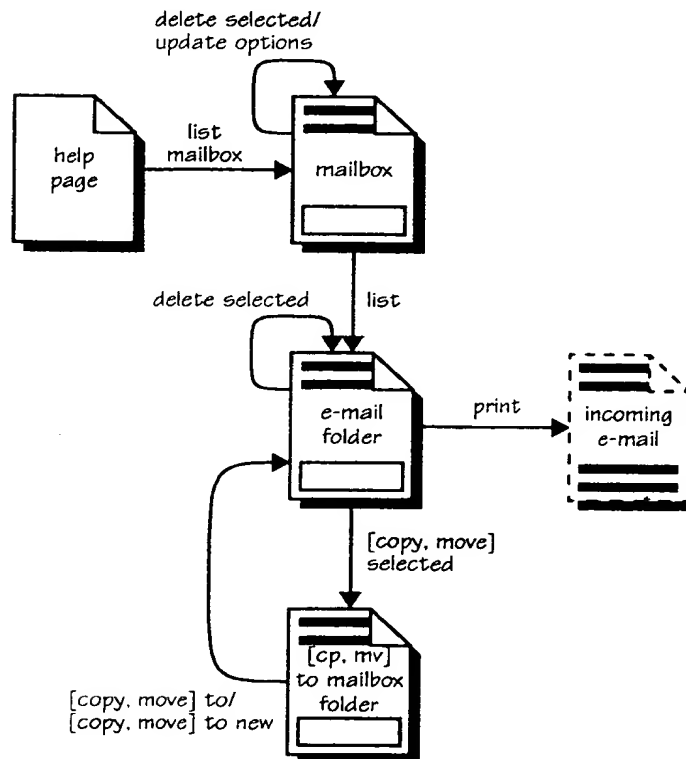 delete selected/
update options
help
page
list
mailbox
mailbox
delete selected
list
e-mail
folder
print
incoming
e-mail
[copy, move]
selected
[cp, mv]
to mailbox
folder
[copy, move] to/
[copy, move] to new